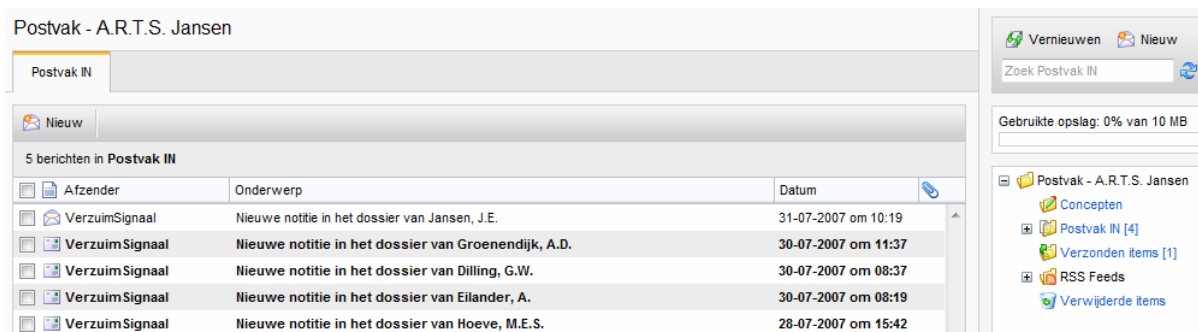 Postvak - A.R.T.S. Jansen
Postvak IN
Nieuw
5 berichten in Postvak IN
Afzender Onderwerp Datum
VerzuimSignaal Nieuwe notitie in het dossier van Jansen, J.E. 31-07-2007 om 10:19
VerzuimSignaal Nieuwe notitie in het dossier van Groenendijk, A.D. 30-07-2007 om 11:37
VerzuimSignaal Nieuwe notitie in het dossier van Dilling, G.W. 30-07-2007 om 08:37
VerzuimSignaal Nieuwe notitie in het dossier van Eilander, A. 30-07-2007 om 08:19
VerzuimSignaal Nieuwe notitie in het dossier van Hoeve, M.E.S. 28-07-2007 om 15:42
Vernieuwen Nieuw
Zoek Postvak IN
Gebruikte opslag: 0% van 10 MB
Postvak - A.R.T.S. Jansen
Concepten
Postvak IN [4]
Verzonden items [1]
RSS Feeds
Verwijderde items